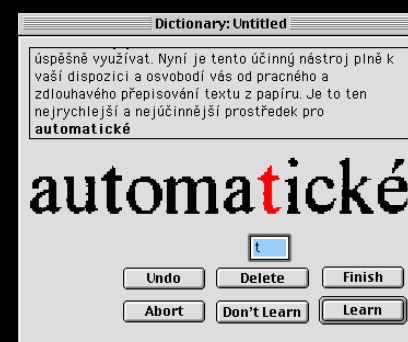 Dictionary: Untitled
úspěšně využívat. Nyní je tento účinný nástroj plně k
vaší dispozici a osvobodí vás od pracného a
zdlouhavého přepisování textu z papíru. Je to ten
nejrychlejší a nejúčinnější prostředek pro
automatické
automatické
t
Undo
Delete
Finish
Abort
Don't Learn
Learn